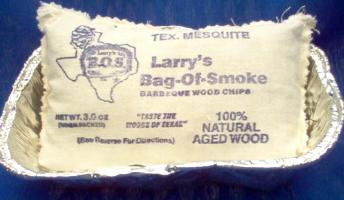 TEX. MESQUITE
Larry's
B.O.S.
Larry's
Bag-Of-Smoke
BARBEQUE WOOD CHIPS
NET WT. 3.0 OZ
(WHEN PACKED)
"TASTE THE
WOODS OF TEXAS"
100%
NATURAL
AGED WOOD
(See Reverse For Directions)